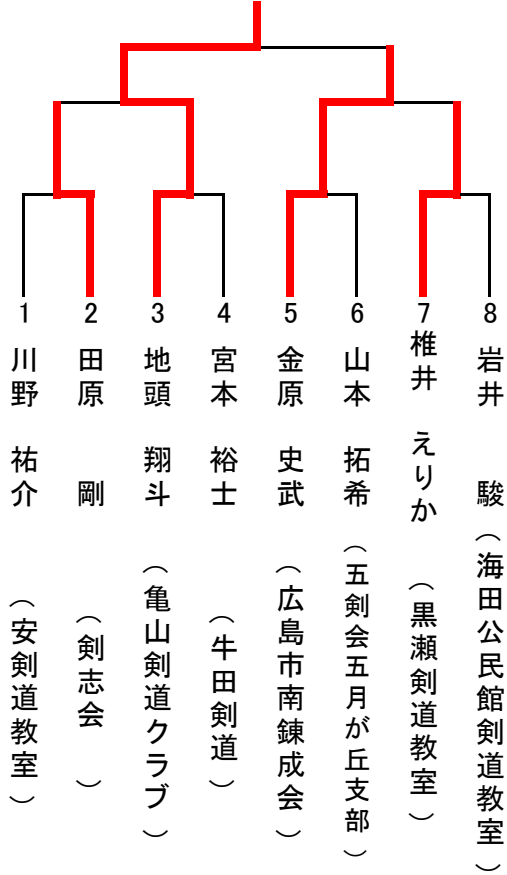 1
川野 祐介 （安剣道教室）
2
田原 剛 （剣志会 ）
3
地頭 翔斗 （亀山剣道クラブ）
4
宮本 裕士 （牛田剣道）
5
金原 史武 （広島市南錬成会）
6
山本 拓希 （五剣会五月が丘支部）
7
椎井 えりか （黒瀬剣道教室）
8
岩井 駿 （海田公民館剣道教室）